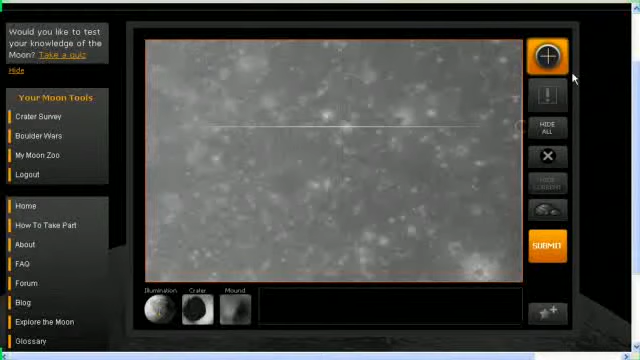 Would you like to test
your knowledge of the
Moon? Take a quiz
Hide
Your Moon Tools
Crater Survey
Boulder Wars
My Moon Zoo
Logout
Home
How To Take Part
About
FAQ
Forum
Blog
Explore the Moon
Glossary
HIDE
ALL
HIDE
CURRENT
SUBMIT
Illumination
Crater
Mound